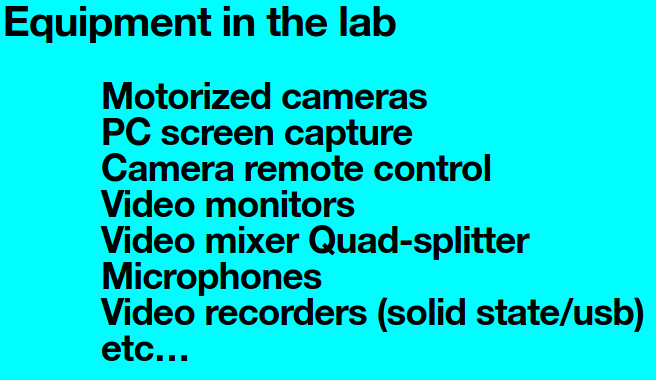 Equipment in the lab
Motorized cameras
PC screen capture
Camera remote control
Video monitors
Video mixer Quad-splitter
Microphones
Video recorders (solid state/usb)
etc…